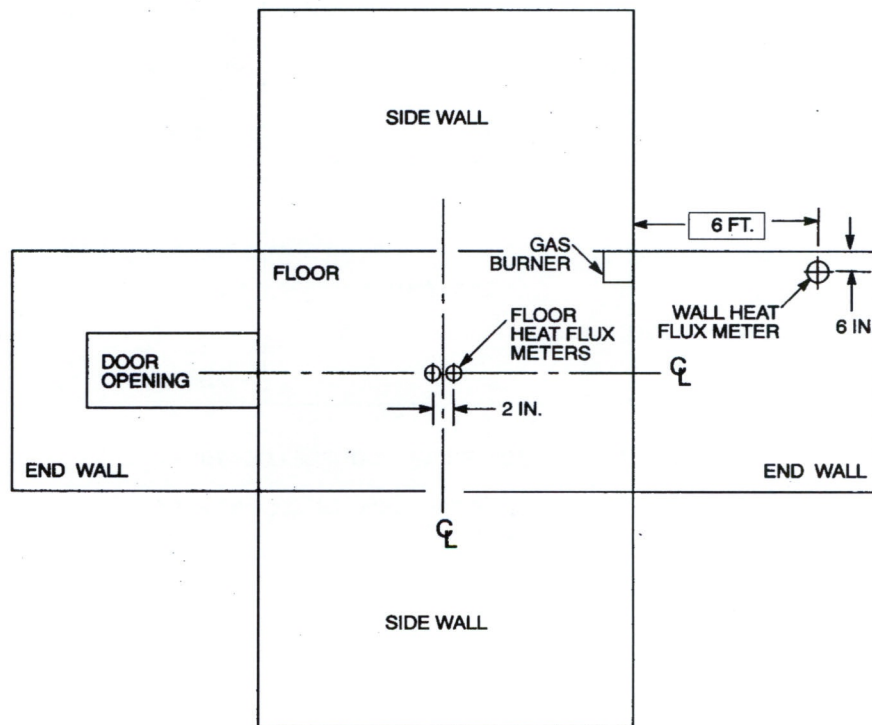 SIDE WALL
6 FT.
GAS
BURNER
FLOOR
WALL HEAT
FLUX METER
6 IN
FLOOR
HEAT FLUX
METERS
DOOR
OPENING
℄
2 IN.
END WALL
END WALL
℄
SIDE WALL